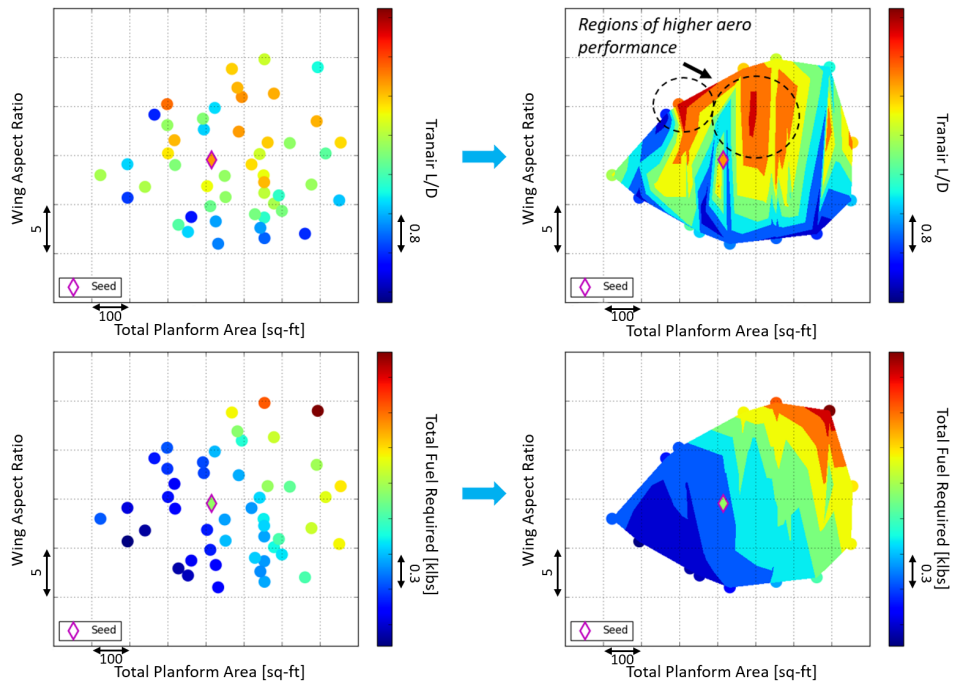 Wing Aspect Ratio
5
Seed
100
Total Planform Area [sq-ft]
Tranair L/D
0.8
Regions of higher aero
performance
Wing Aspect Ratio
5
Seed
100
Total Planform Area [sq-ft]
Tranair L/D
0.8
Wing Aspect Ratio
5
Seed
100
Total Planform Area [sq-ft]
Total Fuel Required [klbs]
0.3
Wing Aspect Ratio
5
Seed
100
Total Planform Area [sq-ft]
Total Fuel Required [klbs]
0.3